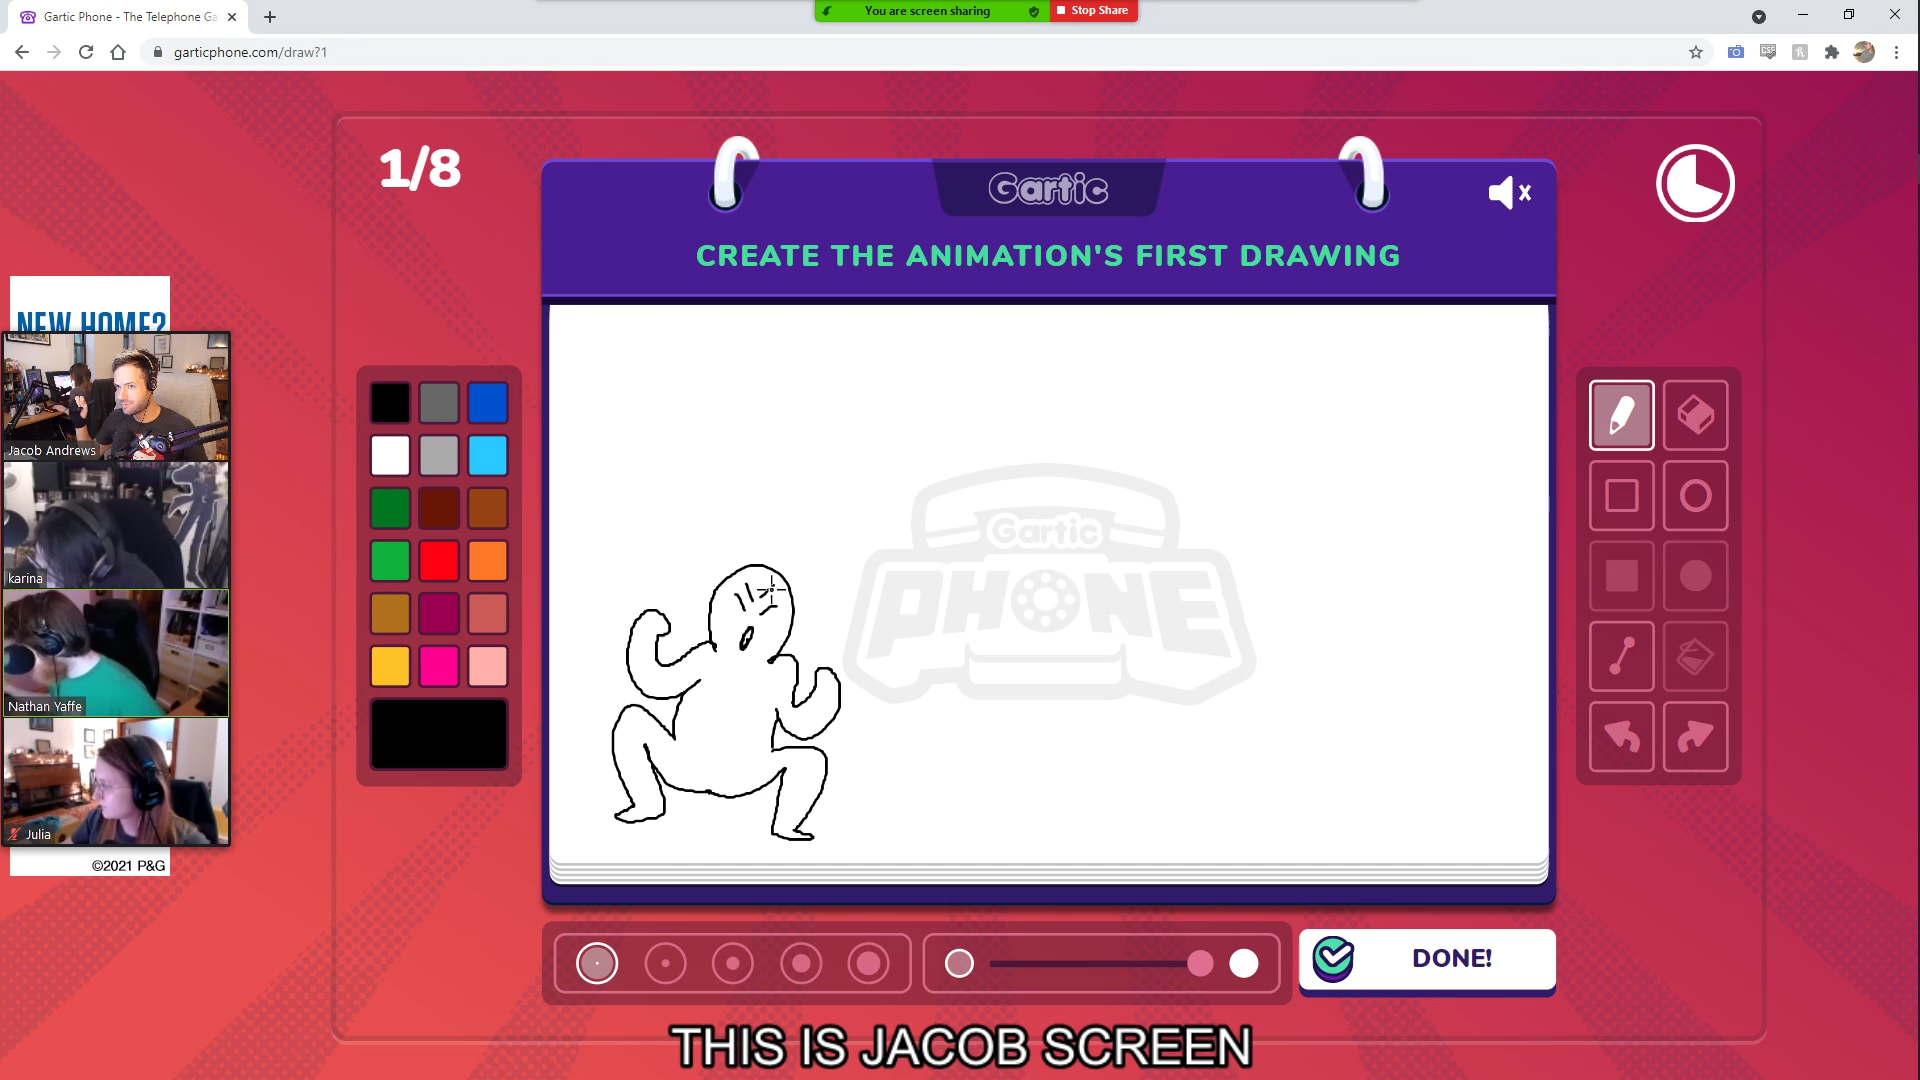 Gartic Phone - The Telephone Ga
You are screen sharing
Stop Share
garticphone.com/draw?1
1/8
Gartic
CREATE THE ANIMATION'S FIRST DRAWING
NEW HOME?
Jacob Andrews
karina
Nathan Yaffe
Julia
©2021 P&G
Gartic
PHONE
DONE!
THIS IS JACOB SCREEN